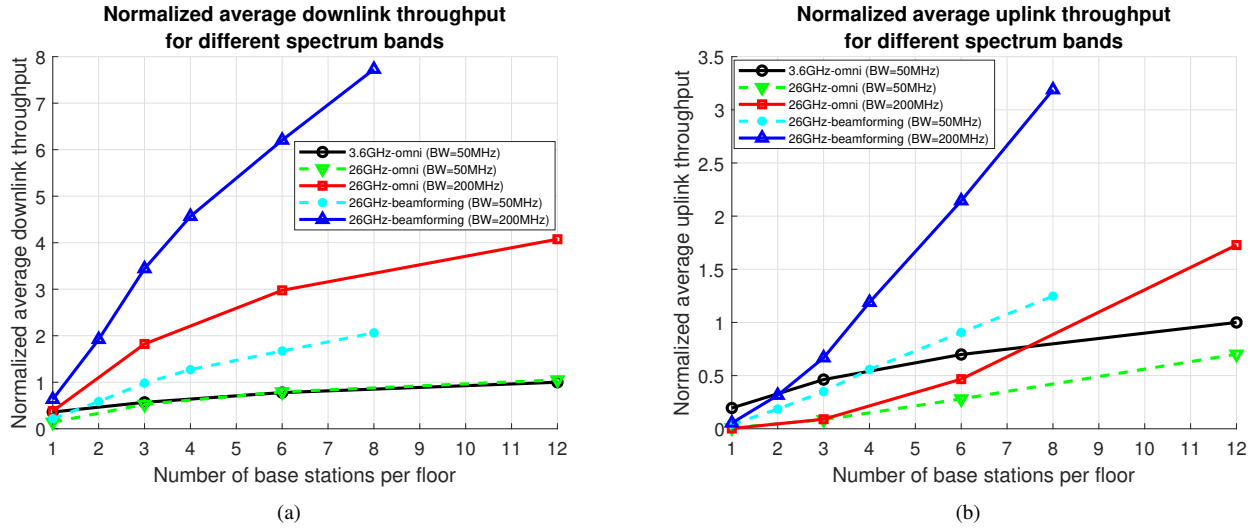 Normalized average downlink throughput
for different spectrum bands
Normalized average downlink throughput
8
7
6
5
4
3
2
1
0
3.6GHz-omni (BW=50MHz)
26GHz-omni (BW=50MHz)
26GHz-omni (BW=200MHz)
26GHz-beamforming (BW=50MHz)
26GHz-beamforming (BW=200MHz)
1 2 3 4 5 6 7 8 9 10 11 12
Number of base stations per floor
(a)
Normalized average uplink throughput
for different spectrum bands
Normalized average uplink throughput
3.5
3
2.5
2
1.5
1
0.5
0
3.6GHz-omni (BW=50MHz)
26GHz-omni (BW=50MHz)
26GHz-omni (BW=200MHz)
26GHz-beamforming (BW=50MHz)
26GHz-beamforming (BW=200MHz)
1 2 3 4 5 6 7 8 9 10 11 12
Number of base stations per floor
(b)